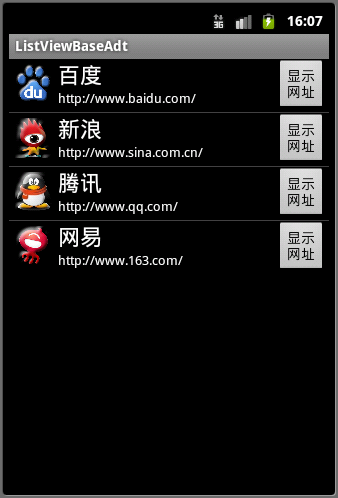 3G 16:07
ListViewBaseAdt
du
百度
http://www.baidu.com/
显示
网址
新浪
http://www.sina.com.cn/
显示
网址
腾讯
http://www.qq.com/
显示
网址
网易
http://www.163.com/
显示
网址